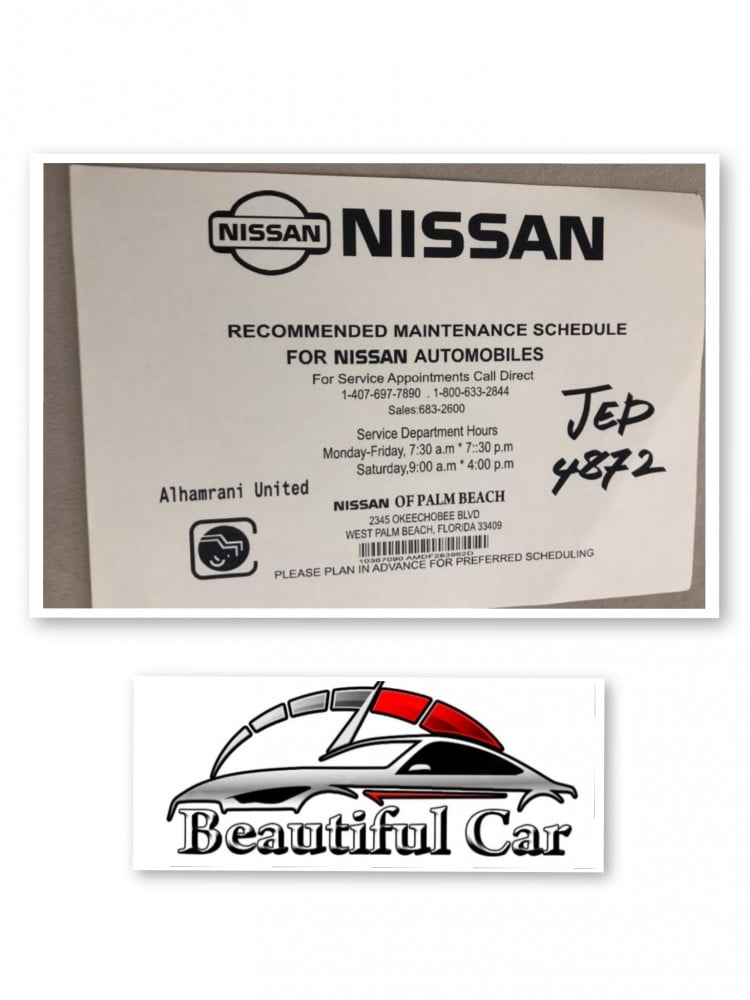 NISSAN NISSAN
RECOMMENDED MAINTENANCE SCHEDULE
FOR NISSAN AUTOMOBILES
For Service Appointments Call Direct
1-407-697-7890 . 1-800-633-2844
Sales:683-2600
Service Department Hours
Monday-Friday, 7:30 a.m * 7::30 p.m
Saturday,9:00 a.m * 4:00 p.m
JED
4872
Alhamrani United
NISSAN OF PALM BEACH
2345 OKEECHOBEE BLVD
WEST PALM BEACH, FLORIDA 33409
10367090 AMDF283962D
PLEASE PLAN IN ADVANCE FOR PREFERRED SCHEDULING
Beautiful Car